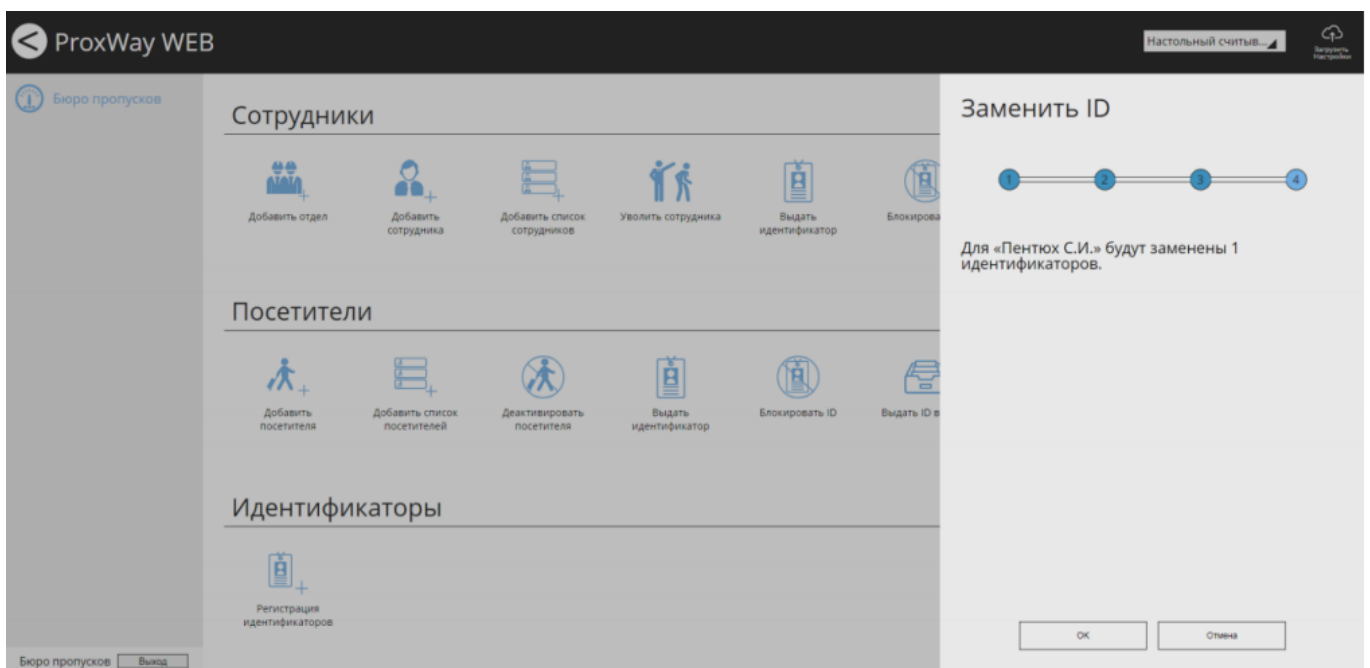 ProxWay WEB
Настольный считыв...
Загрузить
Настройки
Бюро пропусков
Сотрудники
Добавить отдел
Добавить
сотрудника
Добавить список
сотрудников
Уволить сотрудника
Выдать
идентификатор
Блокирова
Посетители
Добавить
посетителя
Добавить список
посетителей
Деактивировать
посетителя
Выдать
идентификатор
Блокировать ID
Выдать ID в
Идентификаторы
Регистрация
идентификаторов
Бюро пропусков
Выход
Заменить ID
1
2
3
4
Для «Пентюх С.И.» будут заменены 1
идентификаторов.
ОК
Отмена